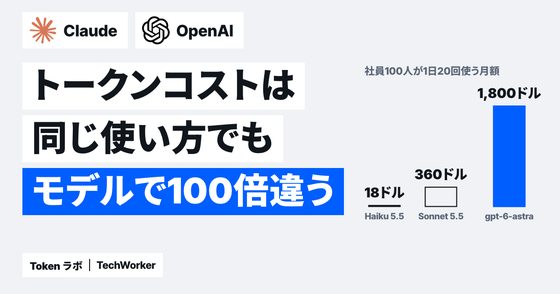 Claude
OpenAI
トークンコストは
同じ使い方でも
モデルで100倍違う
社員100人が1日20回使う月額
1,800ドル
360ドル
18ドル
Haiku 5.5
Sonnet 5.5
gpt-6-astra
Token ラボ | TechWorker